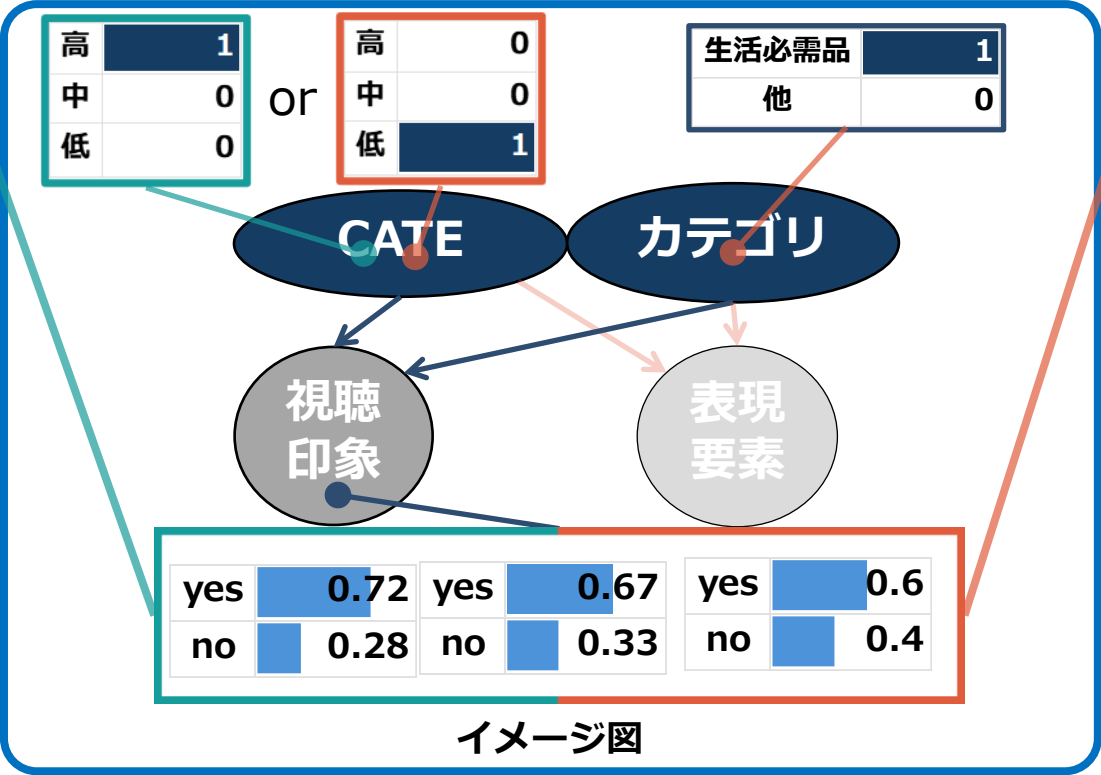 高 1
中 0
低 0
or
高 0
中 0
低 1
生活必需品 1
他 0
CATE
カテゴリ
視聴
印象
表現
要素
yes 0.72
no 0.28
yes 0.67
no 0.33
yes 0.6
no 0.4
イメージ図